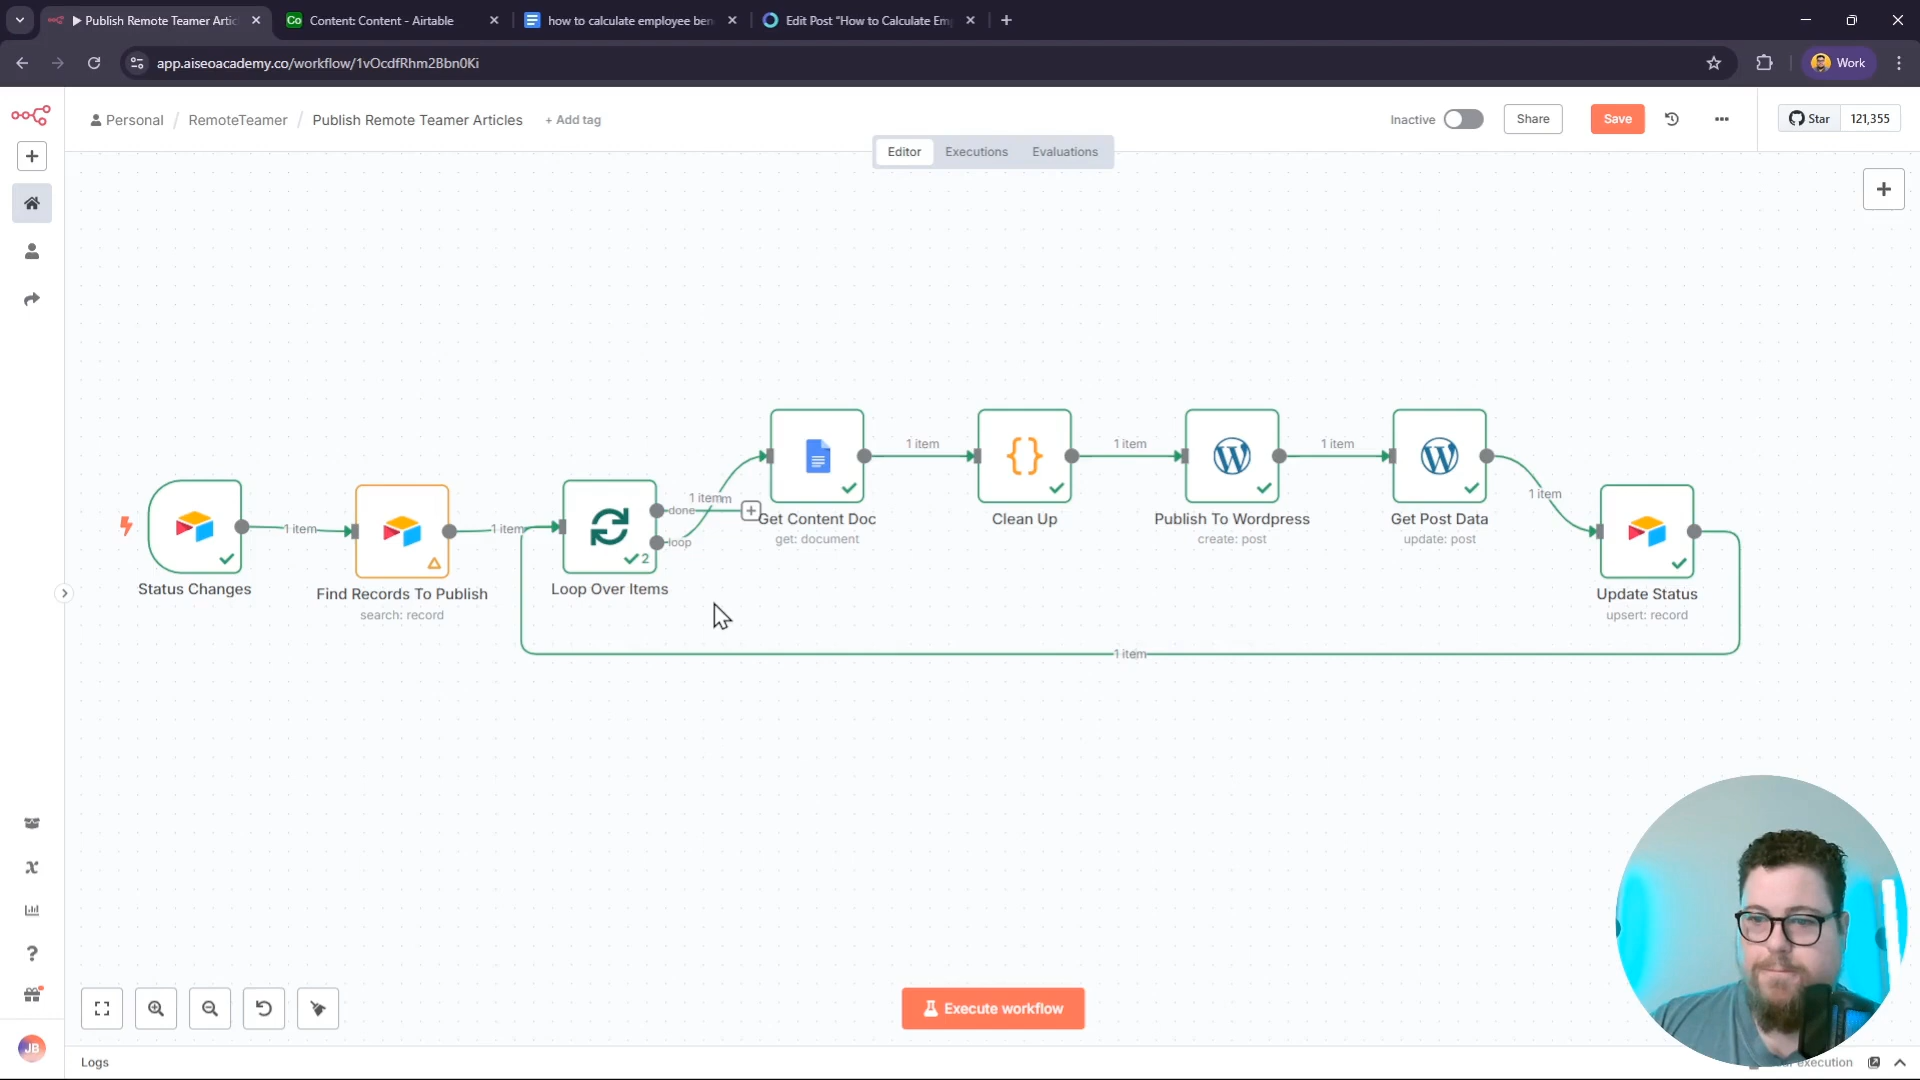 Publish Remote Teamer Artic
Content: Content - Airtable
how to calculate employee ben
Edit Post "How to Calculate Em
app.aiseoacademy.co/workflow/1vOcdfRhm2Bbn0Ki
Work
Personal / RemoteTeamer / Publish Remote Teamer Articles + Add tag
Inactive
Share
Save
Star 121,355
Editor Executions Evaluations
1 item
1 item
1 item
1 item
1 item
1 item
done
loop
1 item
1 item
Get Content Doc
get: document
Clean Up
Publish To Wordpress
create: post
Get Post Data
update: post
2
Status Changes
Find Records To Publish
search: record
Loop Over Items
Update Status
upsert: record
1 item
Execute workflow
JB
Logs
execution